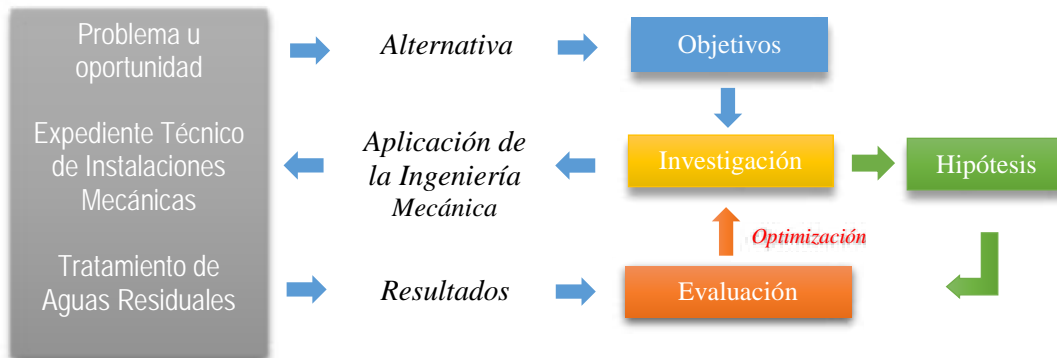 Problema u
oportunidad
Alternativa
Objetivos
Expediente Técnico
de Instalaciones
Mecánicas
Aplicación de
la Ingeniería
Mecánica
Investigación
Hipótesis
Optimización
Tratamiento de
Aguas Residuales
Resultados
Evaluación